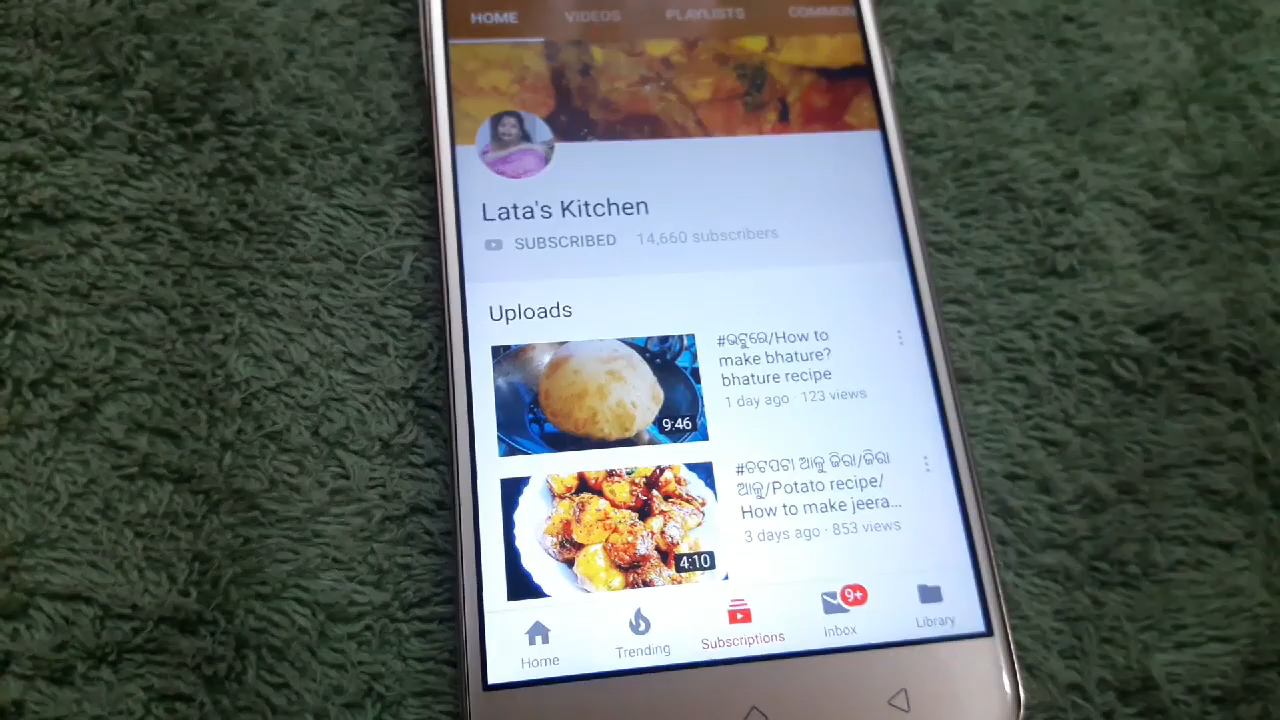 HOME VIDEOS PLAYLISTS COMMUN
Lata's Kitchen
SUBSCRIBED 14,660 subscribers
Uploads
#ଭଟୁରେ/How to
make bhature?
bhature recipe
1 day ago · 123 views
9:46
#ଚଟପଟା ଆଳୁ ଜିରା/ଜିରା
ଆଳୁ/Potato recipe/
How to make jeera...
3 days ago · 853 views
4:10
Home Trending Subscriptions Inbox 9+ Library